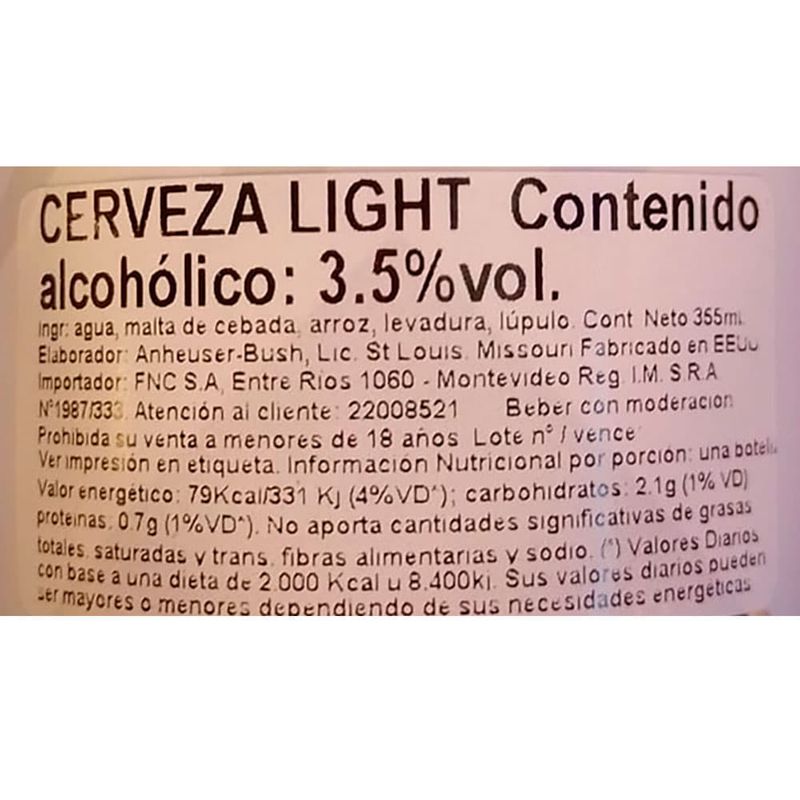 CERVEZA LIGHT Contenido
alcohólico: 3.5%vol.
Ingr: agua, malta de cebada, arroz, levadura, lúpulo. Cont Neto 355ml.
Elaborador: Anheuser-Bush, Lic. St Louis. Missouri Fabricado en EEUU
Importador: FNC S.A, Entre Ríos 1060 - Montevideo Reg. I.M. S.R.A
N°1987/333. Atención al cliente: 22008521 Beber con moderacion
Prohibida su venta a menores de 18 años Lote n° / vence
Ver impresión en etiqueta. Información Nutricional por porción: una
Valor energético: 79Kcal/331 Kj (4%VD*); carbohidratos: 2.1g (1% VD)
proteinas. 0.7g (1%VD*). No aporta cantidades significativas de grasas
totales. saturadas y trans. fibras alimentarias y sodio. (*) Valores Diarios
con base a una dieta de 2.000 Kcal u 8.400kj. Sus valores diarios pueden
ser mayores o menores dependiendo de sus necesidades energéticas